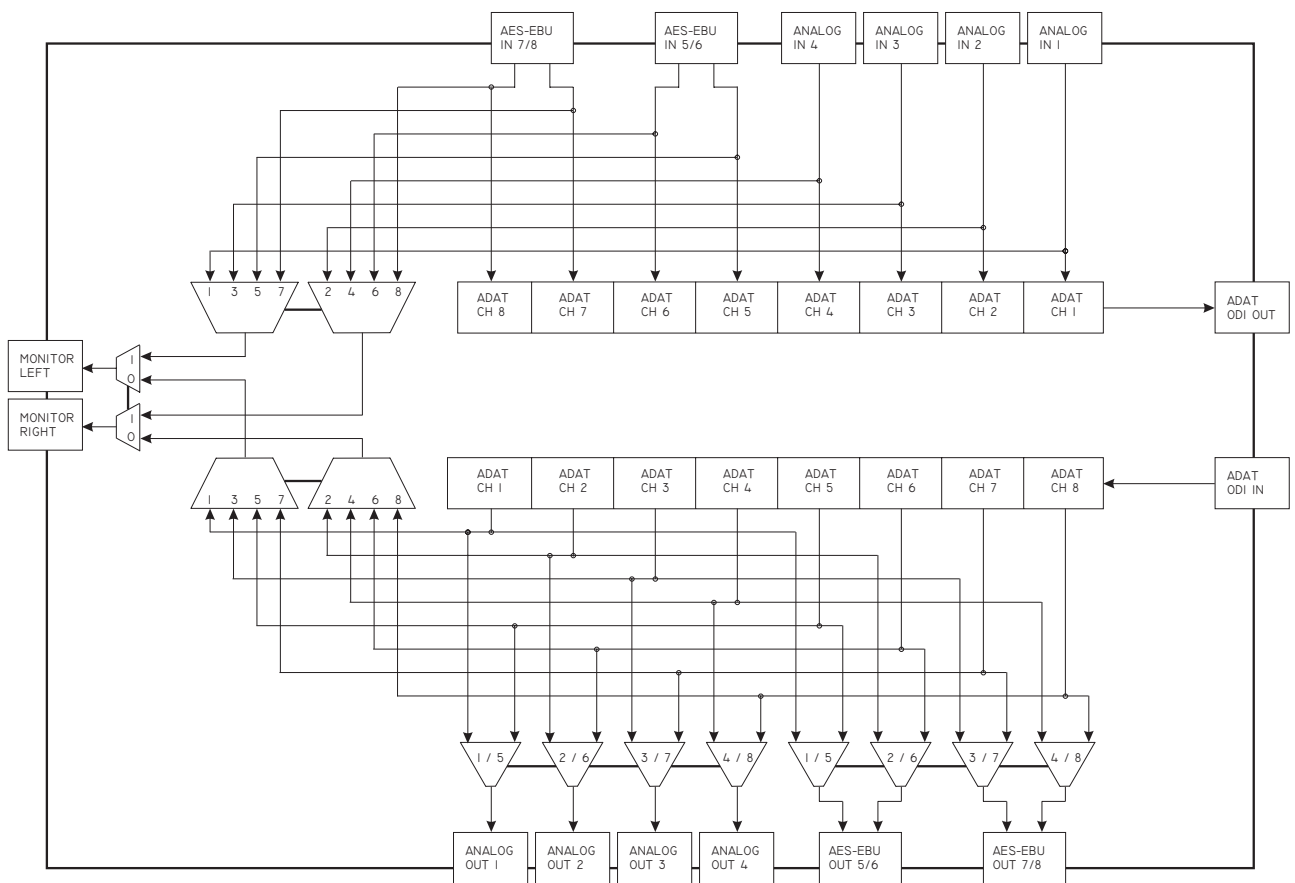 AES-EBU
IN 7/8
AES-EBU
IN 5/6
ANALOG
IN 4
ANALOG
IN 3
ANALOG
IN 2
ANALOG
IN 1
1 3 5 7
2 4 6 8
ADAT
CH 8
ADAT
CH 7
ADAT
CH 6
ADAT
CH 5
ADAT
CH 4
ADAT
CH 3
ADAT
CH 2
ADAT
CH 1
ADAT
ODI OUT
MONITOR
LEFT
1
0
MONITOR
RIGHT
1
0
1 3 5 7
2 4 6 8
ADAT
CH 1
ADAT
CH 2
ADAT
CH 3
ADAT
CH 4
ADAT
CH 5
ADAT
CH 6
ADAT
CH 7
ADAT
CH 8
ADAT
ODI IN
1 / 5
2 / 6
3 / 7
4 / 8
1 / 5
2 / 6
3 / 7
4 / 8
ANALOG
OUT 1
ANALOG
OUT 2
ANALOG
OUT 3
ANALOG
OUT 4
AES-EBU
OUT 5/6
AES-EBU
OUT 7/8